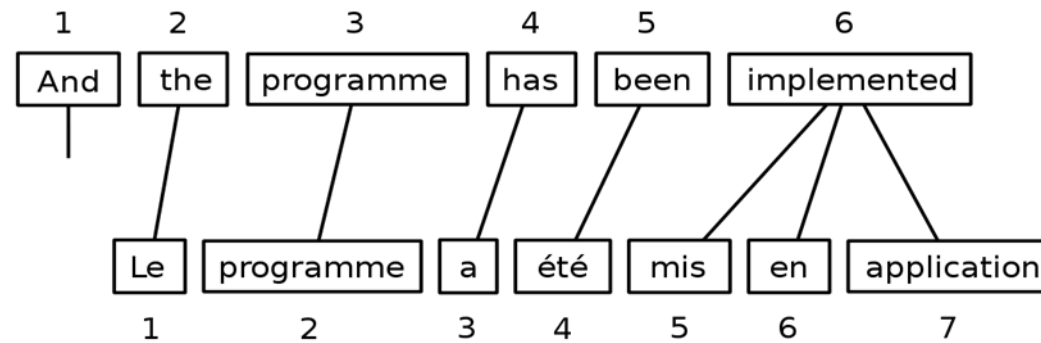 1 2 3 4 5 6
And the programme has been implemented
Le programme a été mis en application
1 2 3 4 5 6 7